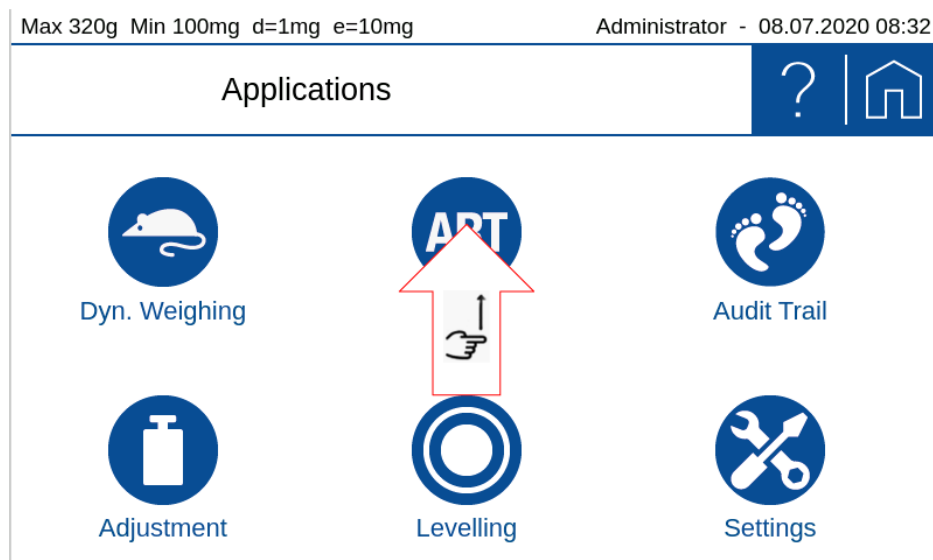 Max 320g Min 100mg d=1mg e=10mg Administrator - 08.07.2020 08:32
Applications ?
Dyn. Weighing Audit Trail
Adjustment Levelling Settings